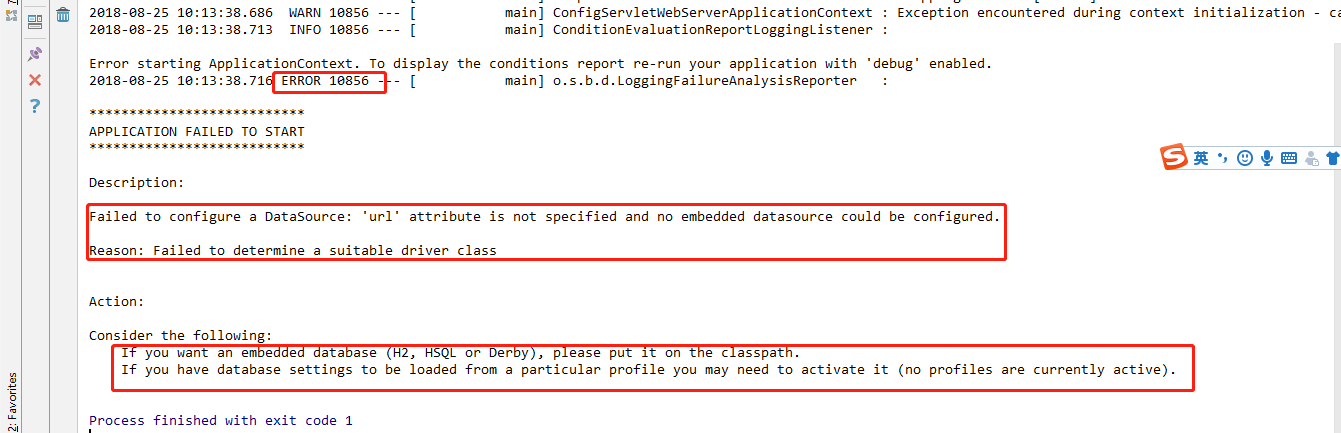 2018-08-25 10:13:38.686  WARN 10856 --- [           main] ConfigServletWebServerApplicationContext : Exception encountered during context initialization - ca
2018-08-25 10:13:38.713  INFO 10856 --- [           main] ConditionEvaluationReportLoggingListener :
Error starting ApplicationContext. To display the conditions report re-run your application with 'debug' enabled.
2018-08-25 10:13:38.716 ERROR 10856 --- [           main] o.s.b.d.LoggingFailureAnalysisReporter   :
***************************
APPLICATION FAILED TO START
***************************
Description:
Failed to configure a DataSource: 'url' attribute is not specified and no embedded datasource could be configured.
Reason: Failed to determine a suitable driver class
Action:
Consider the following:
If you want an embedded database (H2, HSQL or Derby), please put it on the classpath.
If you have database settings to be loaded from a particular profile you may need to activate it (no profiles are currently active).
Process finished with exit code 1
2: Favorites
S 英